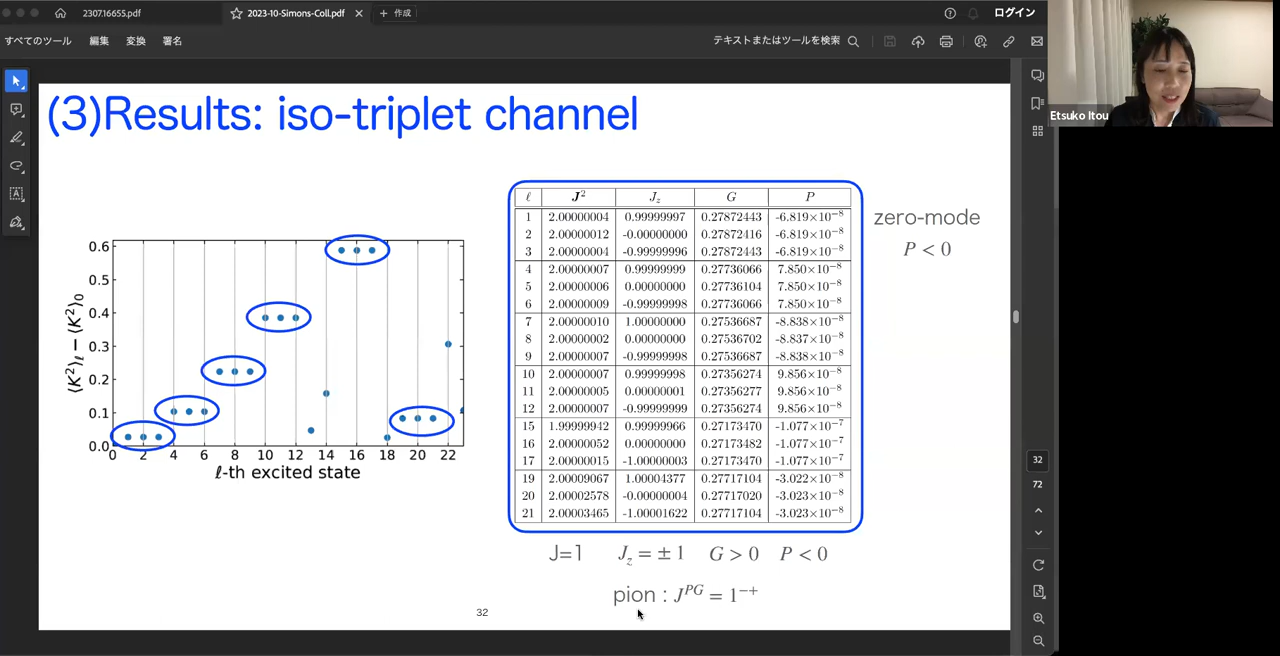 2307.16655.pdf
2023-10-Simons-Coll.pdf
作成
ログイン
すべてのツール 編集 変換 署名
テキストまたはツールを検索
Etsuko Itou
(3)Results: iso-triplet channel
ℓ J² J_z G P
1 2.00000004 0.99999997 0.27872443 -6.819×10⁻⁸
2 2.00000012 -0.00000000 0.27872416 -6.819×10⁻⁸
3 2.00000004 -0.99999996 0.27872443 -6.819×10⁻⁸
4 2.00000007 0.99999999 0.27736066 7.850×10⁻⁸
5 2.00000006 0.00000000 0.27736104 7.850×10⁻⁸
6 2.00000009 -0.99999998 0.27736066 7.850×10⁻⁸
7 2.00000010 1.00000000 0.27536687 -8.838×10⁻⁸
8 2.00000002 0.00000000 0.27536702 -8.837×10⁻⁸
9 2.00000007 -0.99999998 0.27536687 -8.838×10⁻⁸
10 2.00000007 0.99999998 0.27356274 9.856×10⁻⁸
11 2.00000005 0.00000001 0.27356277 9.856×10⁻⁸
12 2.00000007 -0.99999999 0.27356274 9.856×10⁻⁸
15 1.99999942 0.99999966 0.27173470 -1.077×10⁻⁷
16 2.00000052 0.00000000 0.27173482 -1.077×10⁻⁷
17 2.00000015 -1.00000003 0.27173470 -1.077×10⁻⁷
19 2.00009067 1.00004377 0.27717104 -3.022×10⁻⁸
20 2.00002578 -0.00000004 0.27717020 -3.023×10⁻⁸
21 2.00003465 -1.00001622 0.27717104 -3.023×10⁻⁸
zero-mode
P < 0
0.6
0.5
0.4
0.3
0.2
0.1
0.0
⟨K²⟩_ℓ − ⟨K²⟩₀
0 2 4 6 8 10 12 14 16 18 20 22
ℓ-th excited state
J=1 J_z = ± 1 G > 0 P < 0
pion : J^{PG} = 1^{−+}
32
32
72